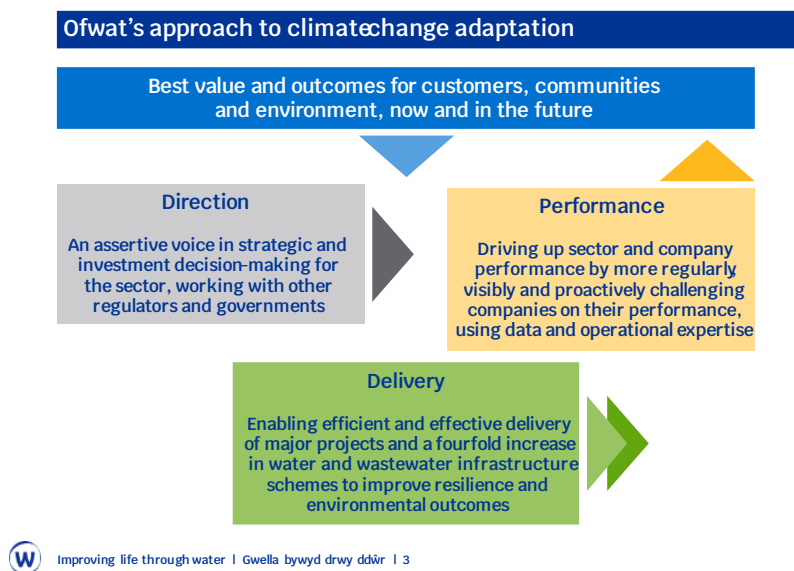 Ofwat's approach to climate change adaptation
Best value and outcomes for customers, communities
and environment, now and in the future
Direction
An assertive voice in strategic and
investment decision-making for
the sector, working with other
regulators and governments
Performance
Driving up sector and company
performance by more regularly,
visibly and proactively challenging
companies on their performance,
using data and operational expertise
Delivery
Enabling efficient and effective delivery
of major projects and a fourfold increase
in water and wastewater infrastructure
schemes to improve resilience and
environmental outcomes
W
Improving life through water | Gwella bywyd drwy ddŵr | 3